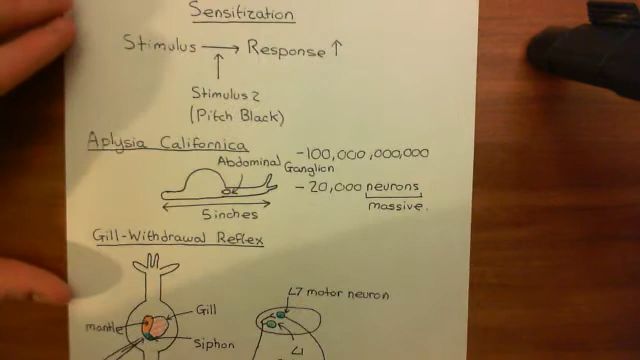 Sensitization
Stimulus → Response ↑
Stimulus 2
(Pitch Black)
Aplysia Californica
-100,000,000,000
Abdominal Ganglion
- 20,000 neurons
massive.
5 inches
Gill-Withdrawal Reflex
L7 motor neuron
Gill
mantle
Siphon